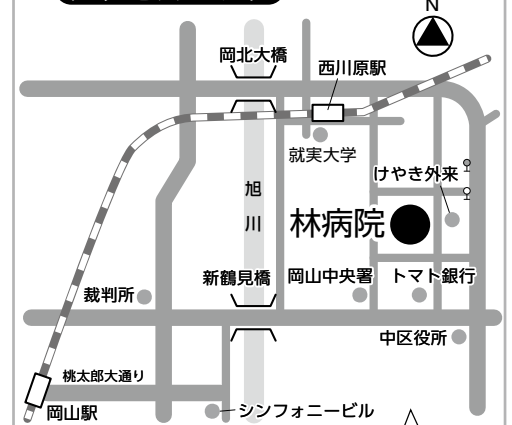 N
岡北大橋
西川原駅
就実大学
けやき外来
旭川
林病院
新鶴見橋
岡山中央署
トマト銀行
裁判所
中区役所
桃太郎大通り
岡山駅
シンフォニービル